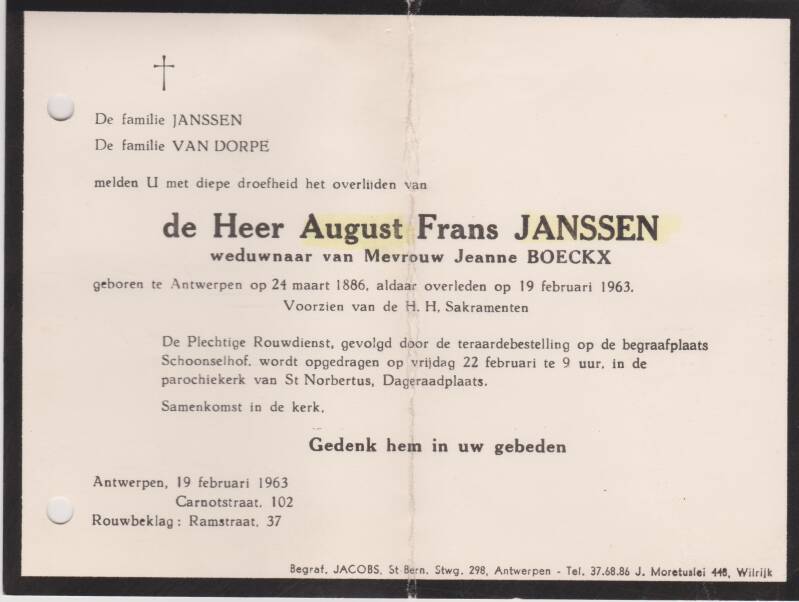 De familie JANSSEN
De familie VAN DORPE
melden U met diepe droefheid het overlijden van
de Heer August Frans JANSSEN
weduwnaar van Mevrouw Jeanne BOECKX
geboren te Antwerpen op 24 maart 1886, aldaar overleden op 19 februari 1963.
Voorzien van de H. H. Sakramenten
De Plechtige Rouwdienst, gevolgd door de teraardebestelling op de begraafplaats
Schoonselhof, wordt opgedragen op vrijdag 22 februari te 9 uur, in de
parochiekerk van St Norbertus, Dageraadplaats.
Samenkomst in de kerk.
Gedenk hem in uw gebeden
Antwerpen, 19 februari 1963
Carnotstraat, 102
Rouwbeklag : Ramstraat, 37
Begraf. JACOBS, St Bern. Stwg. 298, Antwerpen - Tel. 37.68.86 J. Moretuslei 448, Wilrijk